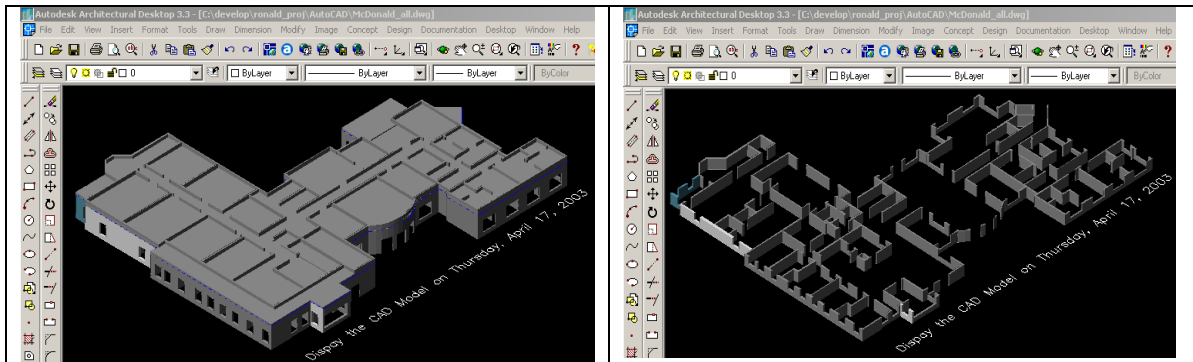 Autodesk Architectural Desktop 3.3 - [C:\develop\ronald_proj\AutoCAD\McDonald_all.dwg]
File Edit View Insert Format Tools Draw Dimension Modify Image Concept Design Documentation Desktop Window Help
0 ByLayer ByLayer ByLayer ByColor
Dispay the CAD Model on Thursday, April 17, 2003
Autodesk Architectural Desktop 3.3 - [C:\develop\ronald_proj\AutoCAD\McDonald_all.dwg]
File Edit View Insert Format Tools Draw Dimension Modify Image Concept Design Documentation Desktop Window Help
0 ByLayer ByLayer ByLayer ByColor
Dispay the CAD Model on Thursday, April 17, 2003